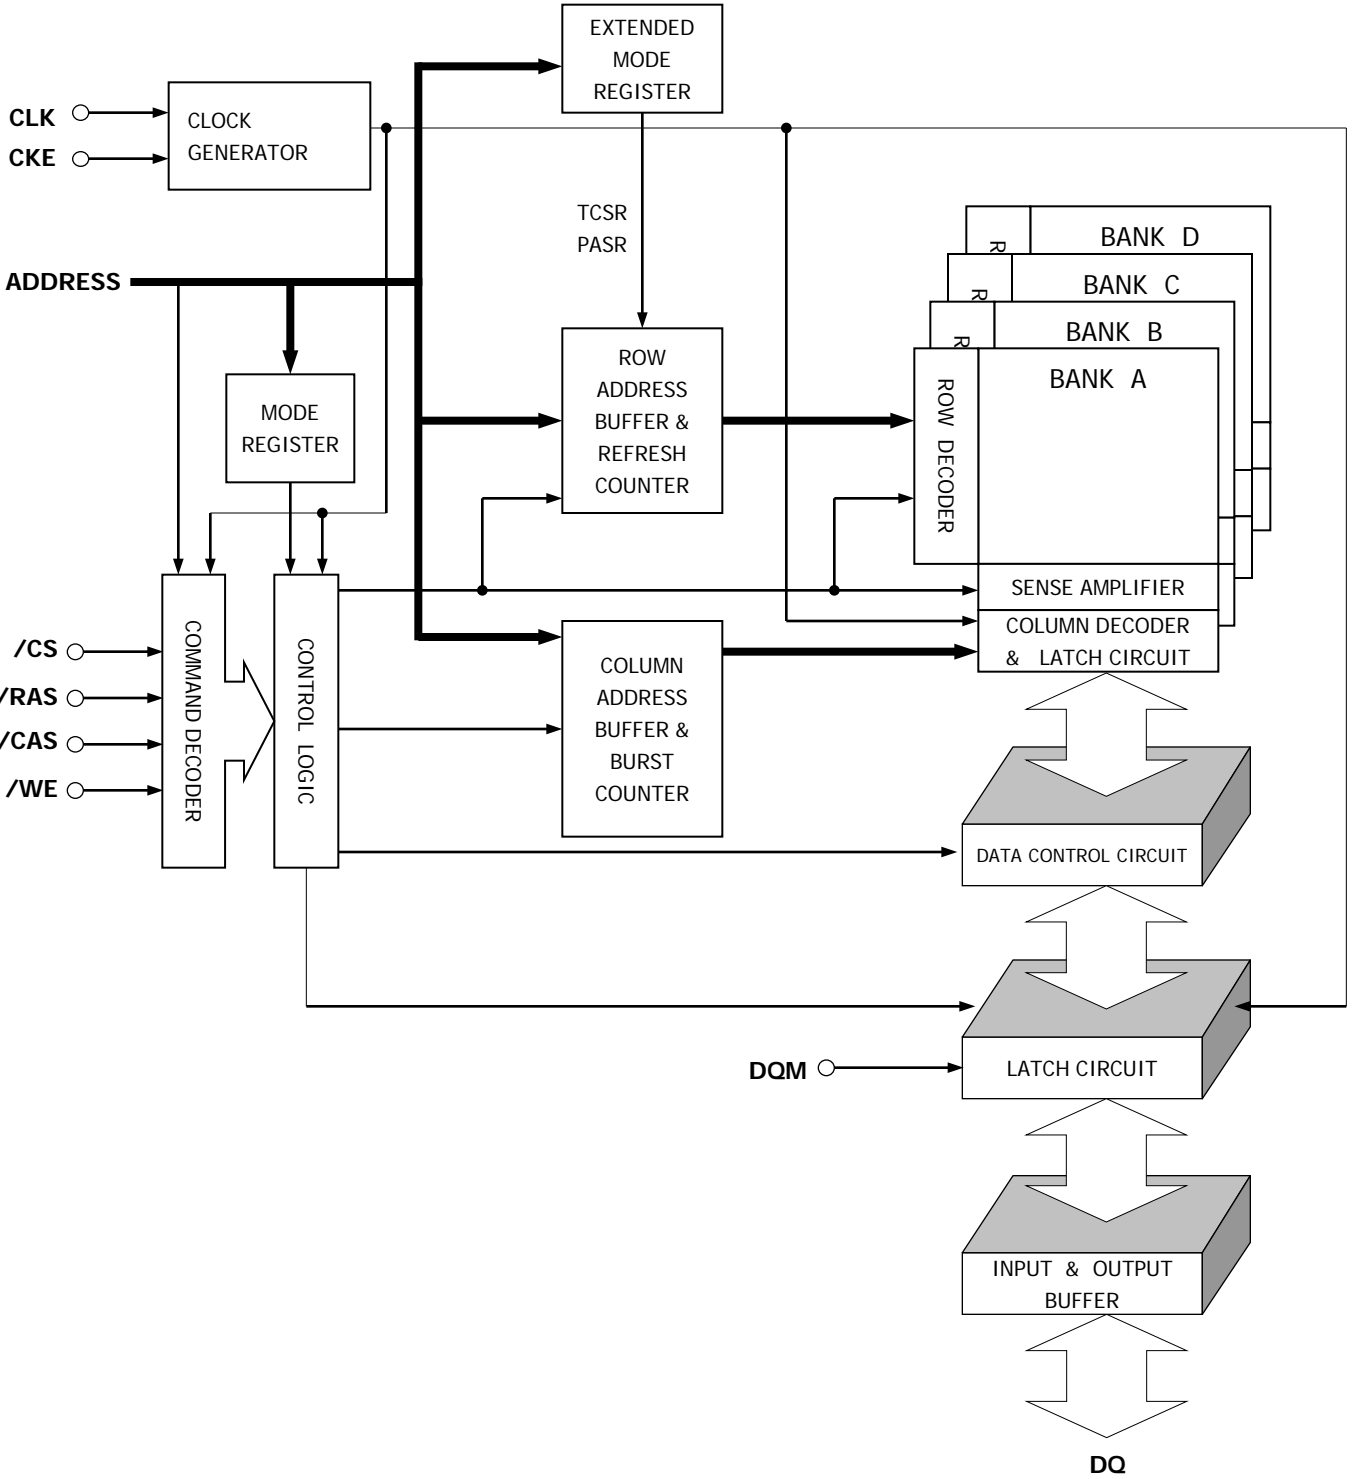 EXTENDED
MODE
REGISTER
CLK
CKE
CLOCK
GENERATOR
TCSR
PASR
ADDRESS
R
BANK D
R
BANK C
R
BANK B
BANK A
ROW DECODER
ROW
ADDRESS
BUFFER &
REFRESH
COUNTER
MODE
REGISTER
SENSE AMPLIFIER
COLUMN DECODER
& LATCH CIRCUIT
/CS
/RAS
/CAS
/WE
COMMAND DECODER
CONTROL LOGIC
COLUMN
ADDRESS
BUFFER &
BURST
COUNTER
DATA CONTROL CIRCUIT
DQM
LATCH CIRCUIT
INPUT & OUTPUT
BUFFER
DQ